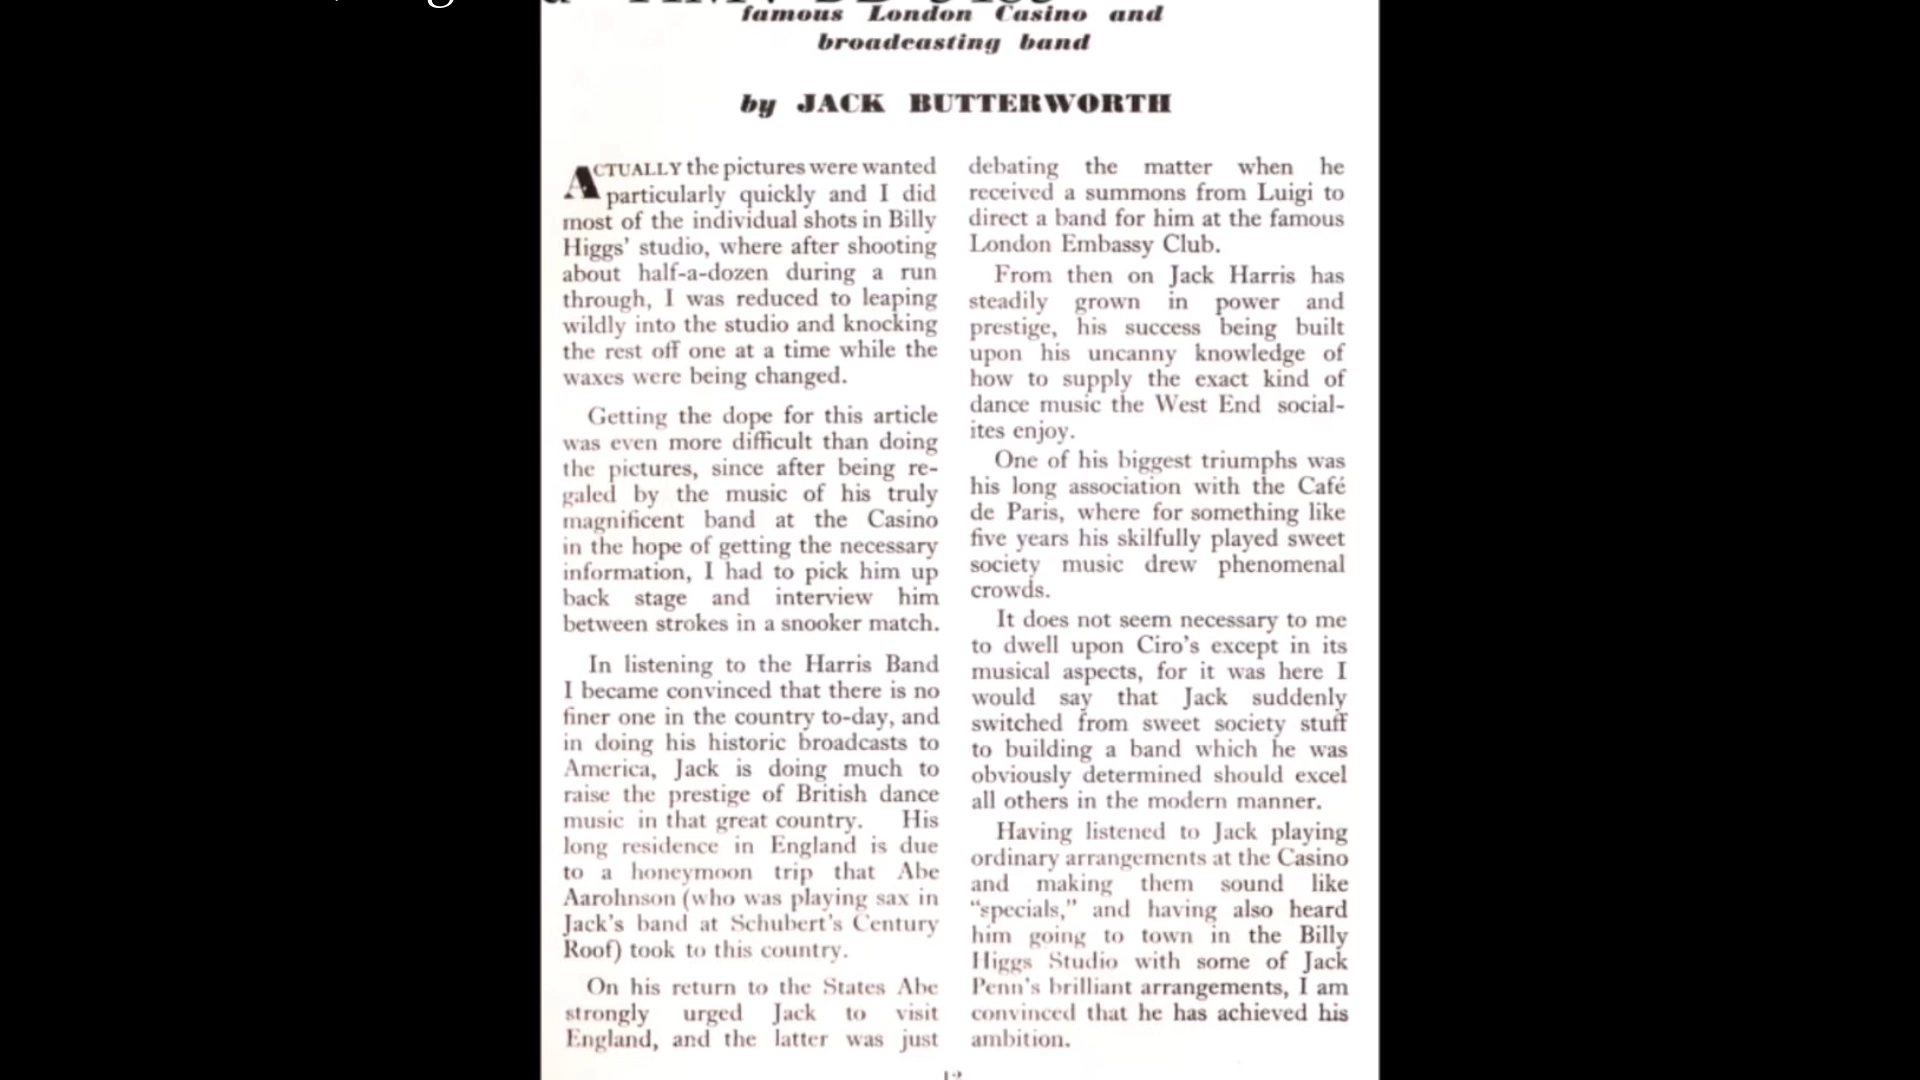 famous London Casino and
broadcasting band
by JACK BUTTERWORTH
ACTUALLY the pictures were wanted
particularly quickly and I did
most of the individual shots in Billy
Higgs' studio, where after shooting
about half-a-dozen during a run
through, I was reduced to leaping
wildly into the studio and knocking
the rest off one at a time while the
waxes were being changed.
Getting the dope for this article
was even more difficult than doing
the pictures, since after being re-
galed by the music of his truly
magnificent band at the Casino
in the hope of getting the necessary
information, I had to pick him up
back stage and interview him
between strokes in a snooker match.
In listening to the Harris Band
I became convinced that there is no
finer one in the country to-day, and
in doing his historic broadcasts to
America, Jack is doing much to
raise the prestige of British dance
music in that great country. His
long residence in England is due
to a honeymoon trip that Abe
Aarohnson (who was playing sax in
Jack's band at Schubert's Century
Roof) took to this country.
On his return to the States Abe
strongly urged Jack to visit
England, and the latter was just
debating the matter when he
received a summons from Luigi to
direct a band for him at the famous
London Embassy Club.
From then on Jack Harris has
steadily grown in power and
prestige, his success being built
upon his uncanny knowledge of
how to supply the exact kind of
dance music the West End social-
ites enjoy.
One of his biggest triumphs was
his long association with the Café
de Paris, where for something like
five years his skilfully played sweet
society music drew phenomenal
crowds.
It does not seem necessary to me
to dwell upon Ciro's except in its
musical aspects, for it was here I
would say that Jack suddenly
switched from sweet society stuff
to building a band which he was
obviously determined should excel
all others in the modern manner.
Having listened to Jack playing
ordinary arrangements at the Casino
and making them sound like
"specials," and having also heard
him going to town in the Billy
Higgs Studio with some of Jack
Penn's brilliant arrangements, I am
convinced that he has achieved his
ambition.